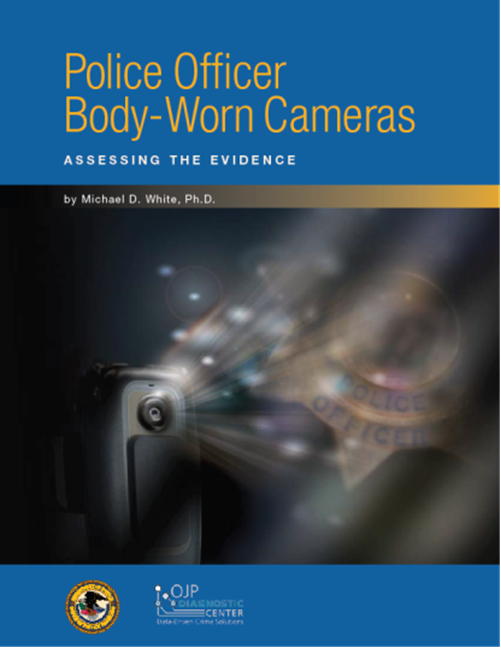 Police Officer
Body-Worn Cameras
ASSESSING THE EVIDENCE
by Michael D. White, Ph.D.
POLICE
OFFICER
OJP
DIAGNOSTIC
CENTER
Data-Driven Crime Solutions